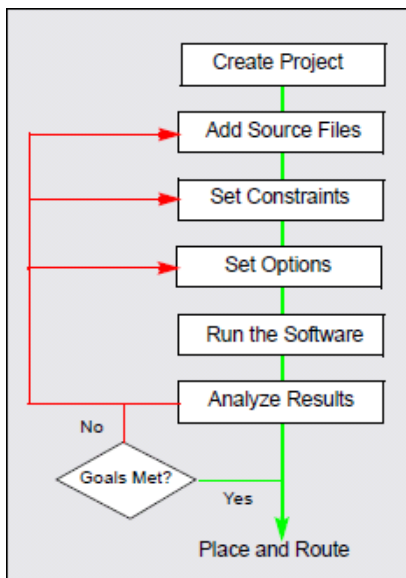 Create Project
Add Source Files
Set Constraints
Set Options
Run the Software
Analyze Results
No
Goals Met?
Yes
Place and Route